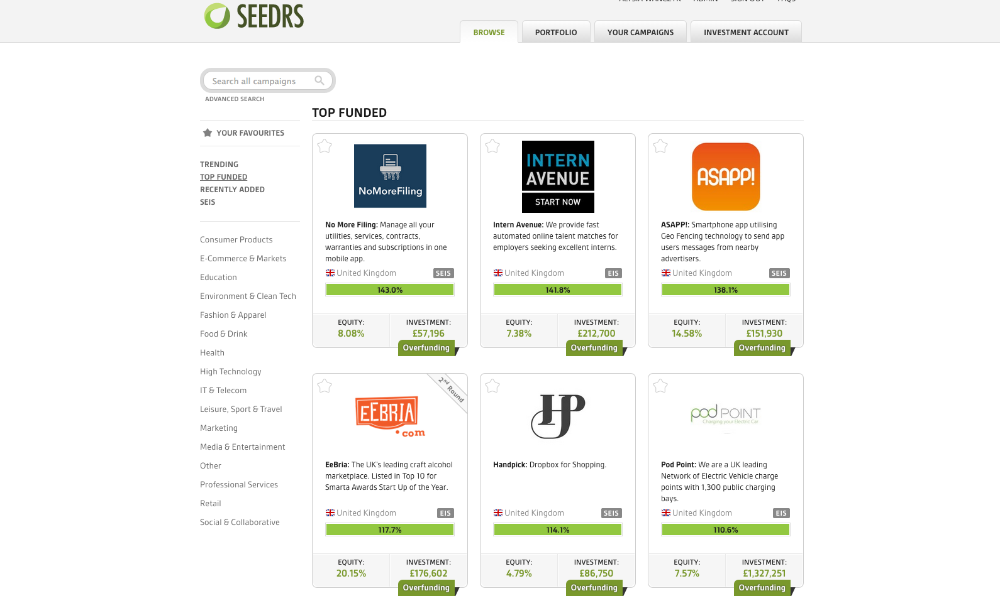 ALYSIA WANCZYK ADMIN SIGN OUT FAQS
SEEDRS
BROWSE
PORTFOLIO
YOUR CAMPAIGNS
INVESTMENT ACCOUNT
Search all campaigns
ADVANCED SEARCH
YOUR FAVOURITES
TRENDING
TOP FUNDED
RECENTLY ADDED
SEIS
Consumer Products
E-Commerce & Markets
Education
Environment & Clean Tech
Fashion & Apparel
Food & Drink
Health
High Technology
IT & Telecom
Leisure, Sport & Travel
Marketing
Media & Entertainment
Other
Professional Services
Retail
Social & Collaborative
TOP FUNDED
NoMoreFiling
No More Filing: Manage all your
utilities, services, contracts,
warranties and subscriptions in one
mobile app.
United Kingdom
SEIS
143.0%
EQUITY:
8.08%
INVESTMENT:
£57,196
Overfunding
INTERN
AVENUE
START NOW
Intern Avenue: We provide fast
automated online talent matches for
employers seeking excellent interns.
United Kingdom
EIS
141.8%
EQUITY:
7.38%
INVESTMENT:
£212,700
Overfunding
ASAPP!
ASAPP!: Smartphone app utilising
Geo Fencing technology to send app
users messages from nearby
advertisers.
United Kingdom
SEIS
138.1%
EQUITY:
14.58%
INVESTMENT:
£151,930
Overfunding
2nd Round
EEBRIA
.com
EeBria: The UK's leading craft alcohol
marketplace. Listed in Top 10 for
Smarta Awards Start Up of the Year.
United Kingdom
EIS
117.7%
EQUITY:
20.15%
INVESTMENT:
£176,602
Overfunding
HP
Handpick: Dropbox for Shopping.
United Kingdom
SEIS
114.1%
EQUITY:
4.79%
INVESTMENT:
£86,750
Overfunding
pod POINT
Charging your Electric Car
Pod Point: We are a UK leading
Network of Electric Vehicle charge
points with 1,300 public charging
bays.
United Kingdom
EIS
110.6%
EQUITY:
7.57%
INVESTMENT:
£1,327,251
Overfunding